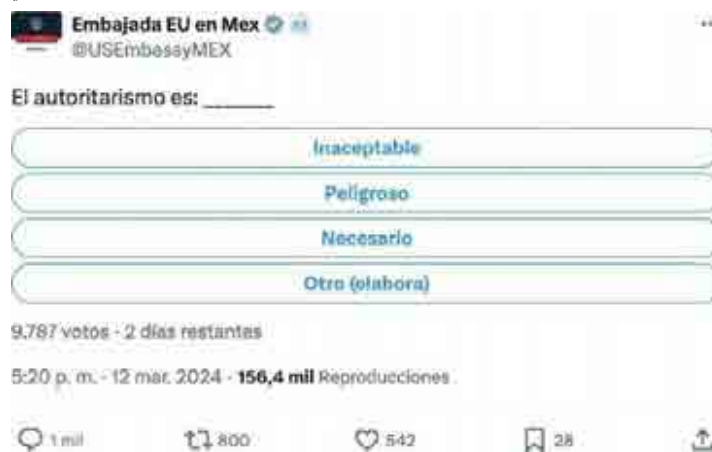 Embajada EU en Mex
@USEmbassyMEX
El autoritarismo es: ______
Inaceptable
Peligroso
Necesario
Otro (elabora)
9.787 votos · 2 días restantes
5:20 p. m. · 12 mar. 2024 · 156,4 mil Reproducciones
1 mil 800 542 28